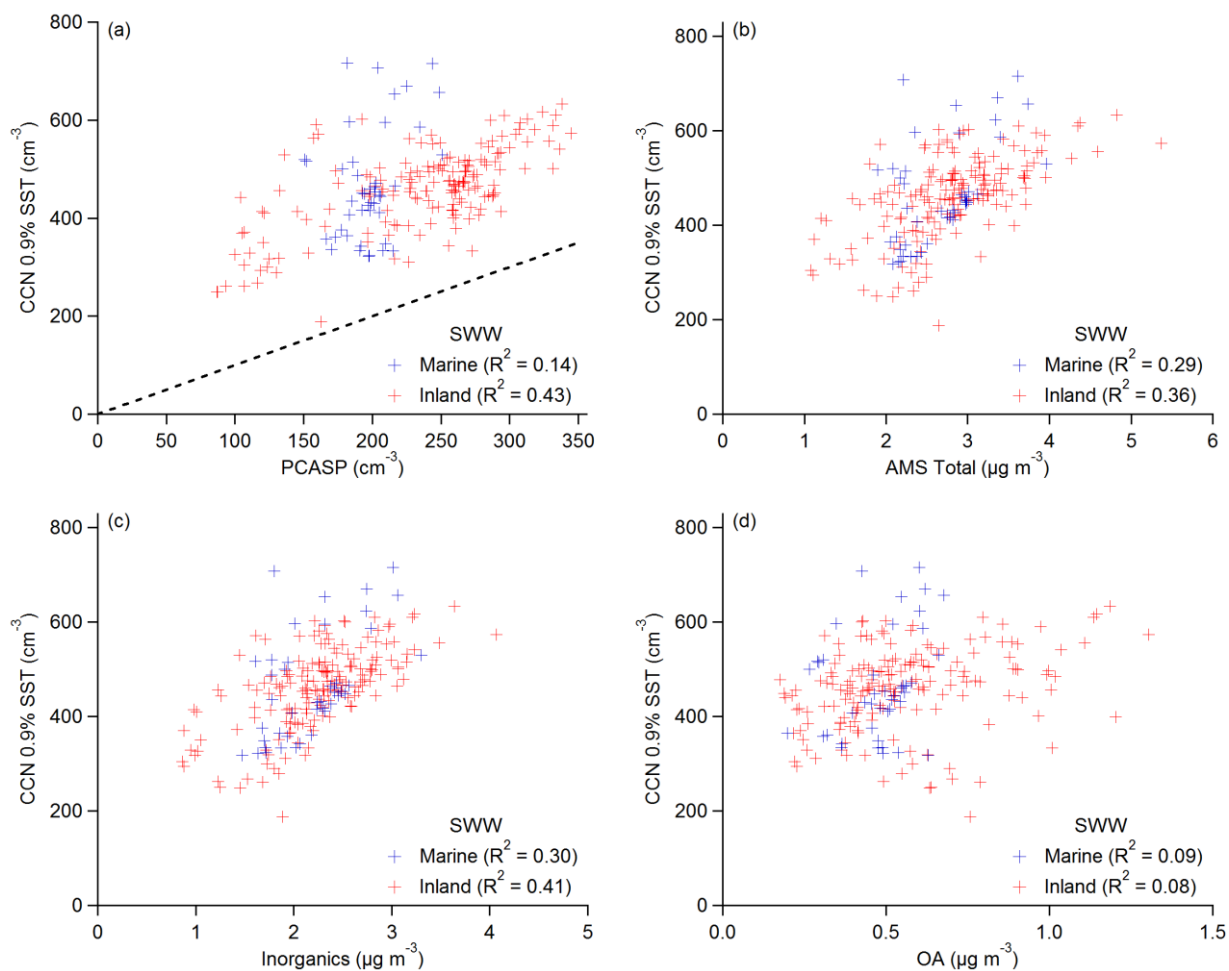 (a)
CCN 0.9% SST (cm⁻³)
800
600
400
200
0
SWW
Marine (R² = 0.14)
Inland (R² = 0.43)
0 50 100 150 200 250 300 350
PCASP (cm⁻³)
(b)
CCN 0.9% SST (cm⁻³)
800
600
400
200
0
SWW
Marine (R² = 0.29)
Inland (R² = 0.36)
0 1 2 3 4 5 6
AMS Total (µg m⁻³)
(c)
CCN 0.9% SST (cm⁻³)
800
600
400
200
0
SWW
Marine (R² = 0.30)
Inland (R² = 0.41)
0 1 2 3 4 5
Inorganics (µg m⁻³)
(d)
CCN 0.9% SST (cm⁻³)
800
600
400
200
0
SWW
Marine (R² = 0.09)
Inland (R² = 0.08)
0.0 0.5 1.0 1.5
OA (µg m⁻³)